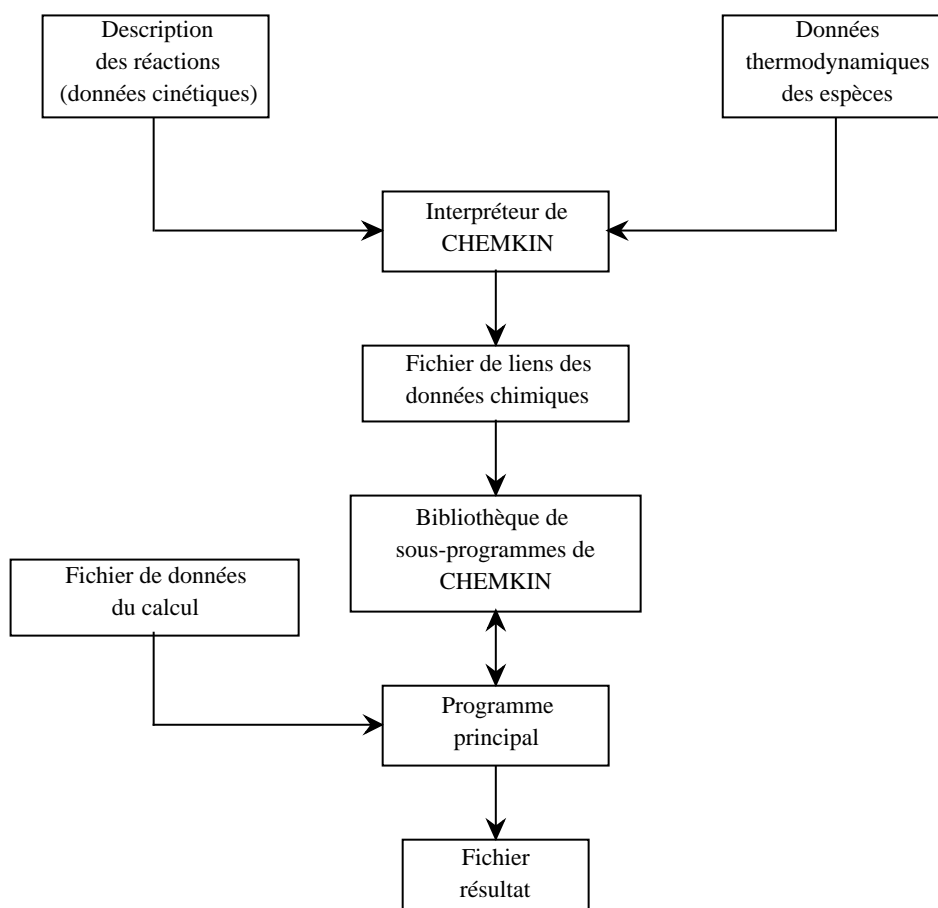 Description
des réactions
(données cinétiques)
Données
thermodynamiques
des espèces
Interpréteur de
CHEMKIN
Fichier de liens des
données chimiques
Bibliothèque de
sous-programmes de
CHEMKIN
Fichier de données
du calcul
Programme
principal
Fichier
résultat